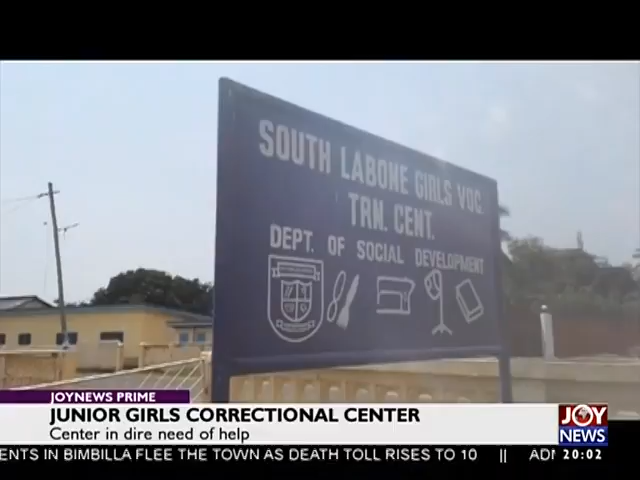 SOUTH LABONE GIRLS VOC.
TRN. CENT.
DEPT. OF SOCIAL DEVELOPMENT
JOYNEWS PRIME
JUNIOR GIRLS CORRECTIONAL CENTER
Center in dire need of help
JOY
NEWS
ENTS IN BIMBILLA FLEE THE TOWN AS DEATH TOLL RISES TO 10 || ADI
20:02